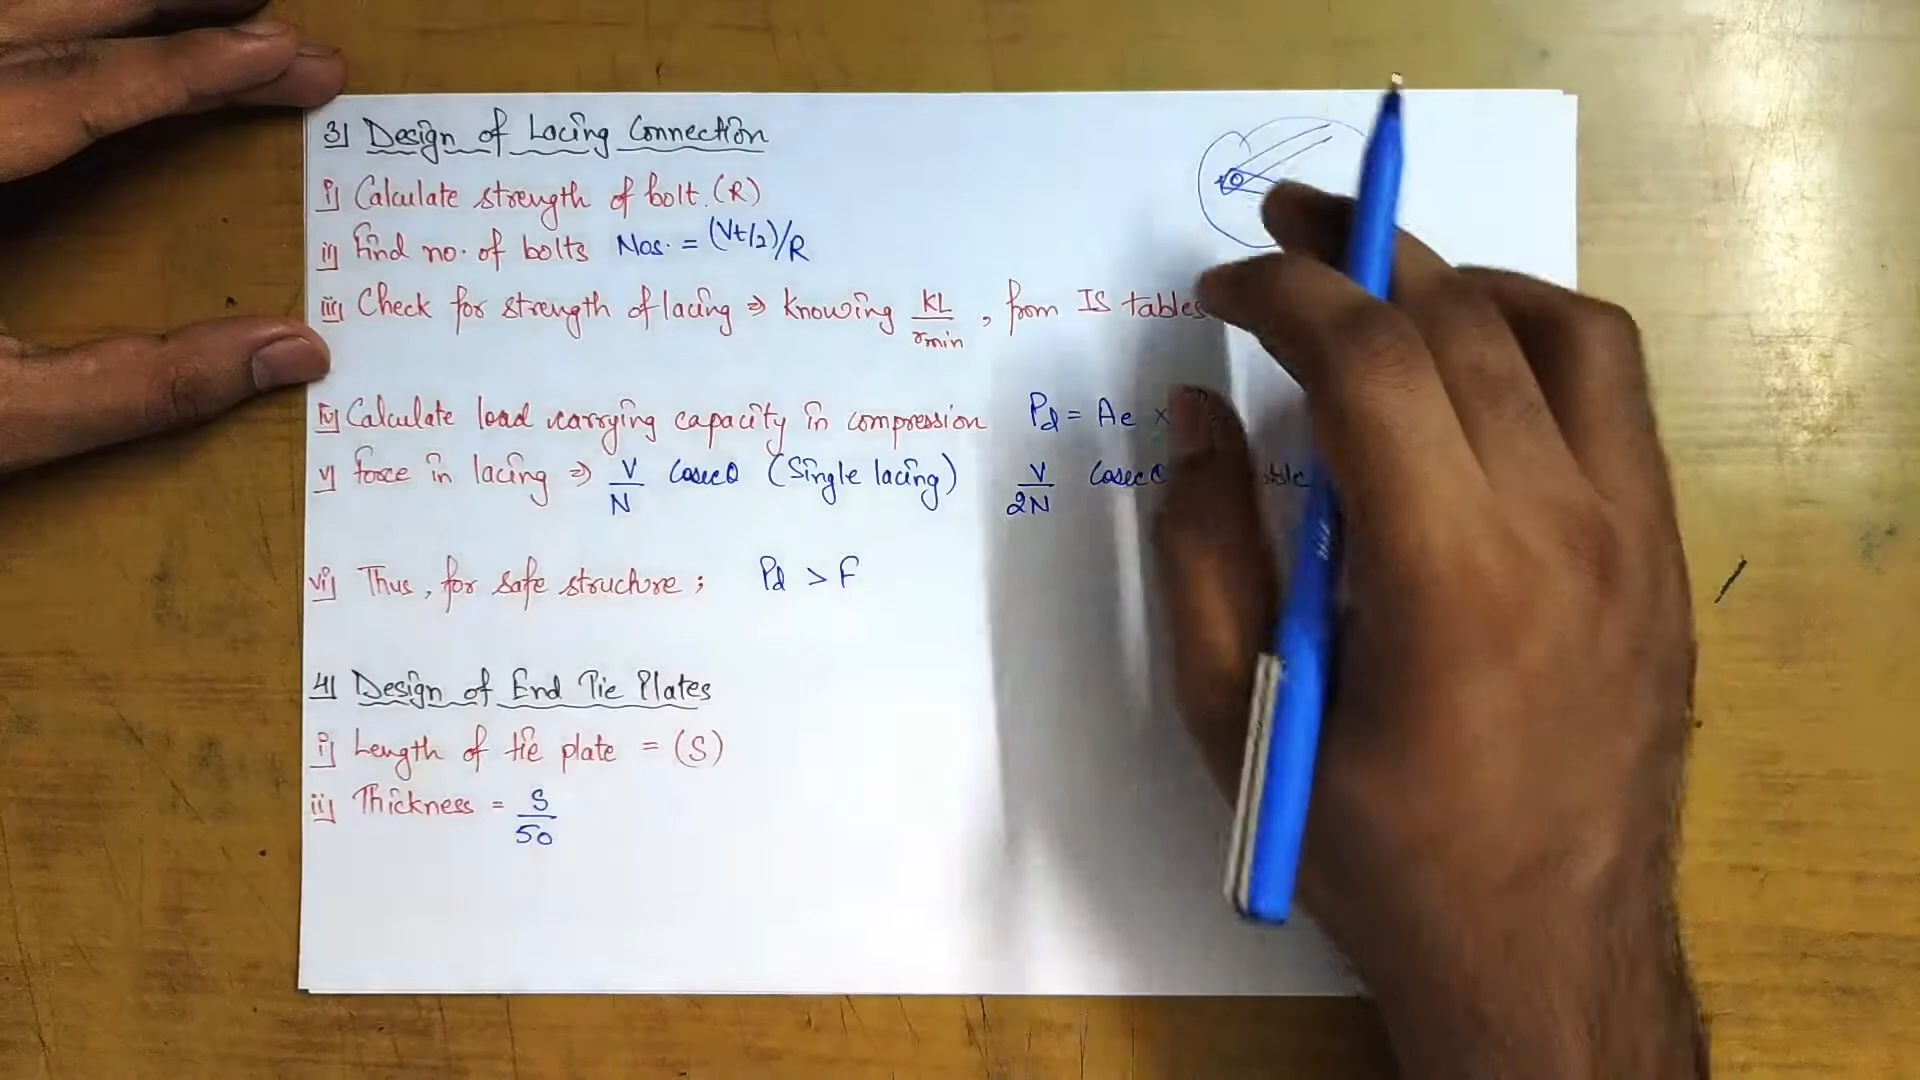 3] Design of Lacing Connection
i] Calculate strength of bolt. (R)
ii] Find no. of bolts Nos. = (Vt/2)/R
iii] Check for strength of lacing ⇒ knowing KL/rmin , from IS tables
iv] Calculate load carrying capacity in compression Pd = Ae ×
v] force in lacing ⇒ V/N Cosecθ (Single lacing) V/2N Cosecθ
vi] Thus, for safe structure ; Pd > F
4] Design of End Tie Plates
i] Length of tie plate = (S)
ii] Thickness = S/50